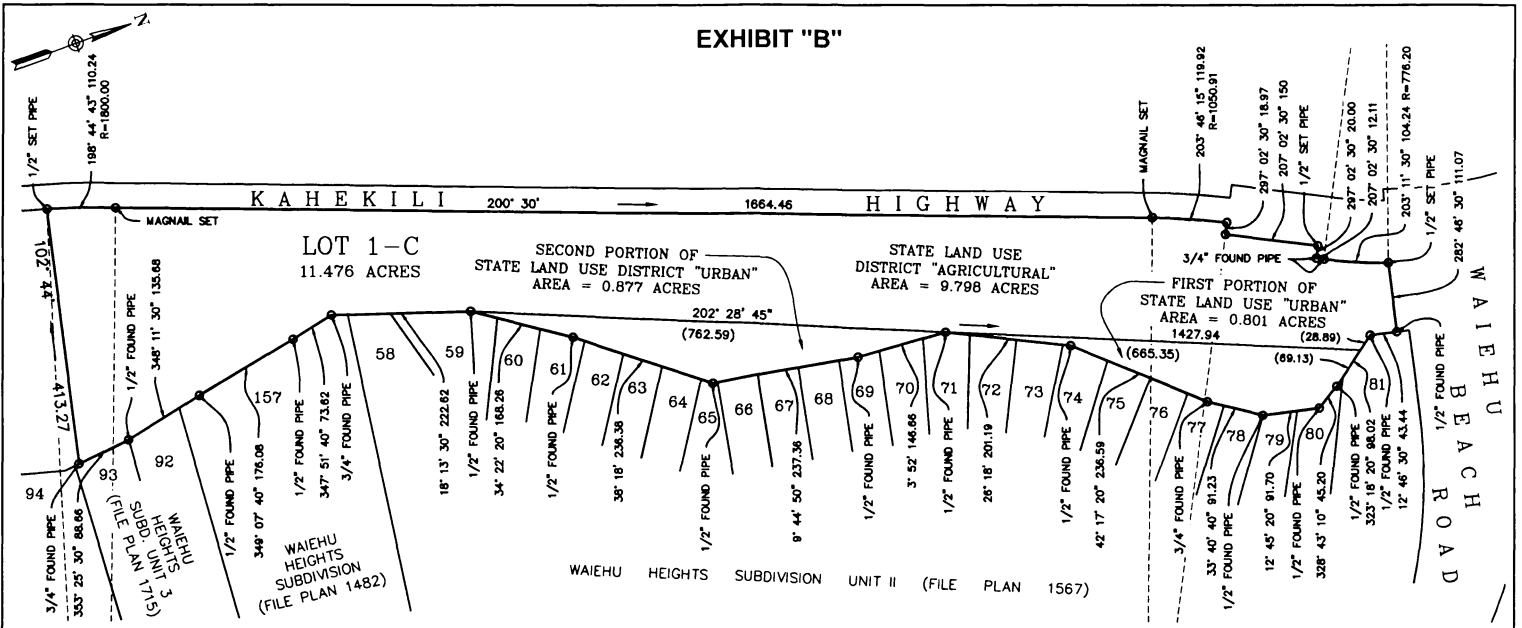 EXHIBIT "B"
N
1/2" SET PIPE
198° 44' 43" 110.24
R=1800.00
MAGNAIL SET
KAHEKILI
200° 30'
1664.46
HIGHWAY
MAGNAIL SET
203° 46' 15" 119.92
R=1050.91
297° 02' 30" 18.97
207° 02' 30" 150
1/2" SET PIPE
297° 02' 30" 20.00
207° 02' 30" 12.11
203° 11' 30" 104.24 R=776.20
1/2" SET PIPE
282° 46' 30" 111.07
3/4" FOUND PIPE
102° 44'
413.27
LOT 1-C
11.476 ACRES
SECOND PORTION OF
STATE LAND USE DISTRICT "URBAN"
AREA = 0.877 ACRES
STATE LAND USE
DISTRICT "AGRICULTURAL"
AREA = 9.798 ACRES
FIRST PORTION OF
STATE LAND USE "URBAN"
AREA = 0.801 ACRES
202° 28' 45"
1427.94
(762.59)
(665.35)
(28.89)
(69.13)
WAIEHU
BEACH
ROAD
94
93
92
157
58
59
60
61
62
63
64
65
66
67
68
69
70
71
72
73
74
75
76
77
78
79
80
81
3/4" FOUND PIPE
353° 25' 30" 88.66
1/2" FOUND PIPE
348° 11' 30" 135.68
1/2" FOUND PIPE
349° 07' 40" 176.08
1/2" FOUND PIPE
347° 51' 40" 73.62
3/4" FOUND PIPE
18° 13' 30" 222.62
1/2" FOUND PIPE
34° 22' 20" 168.26
1/2" FOUND PIPE
38° 18' 236.38
1/2" FOUND PIPE
9° 44' 50" 237.36
1/2" FOUND PIPE
3° 52' 146.66
1/2" FOUND PIPE
26° 18' 201.19
1/2" FOUND PIPE
42° 17' 20" 236.59
3/4" FOUND PIPE
33° 40' 40" 91.23
1/2" FOUND PIPE
12° 45' 20" 91.70
1/2" FOUND PIPE
328° 43' 10" 45.20
1/2" FOUND PIPE
323° 18' 20" 98.02
1/2" FOUND PIPE
12° 46' 30" 43.44
1/2" FOUND PIPE
WAIEHU
HEIGHTS
SUBD. UNIT 3
(FILE PLAN 1715)
WAIEHU
HEIGHTS
SUBDIVISION
(FILE PLAN 1482)
WAIEHU HEIGHTS SUBDIVISION UNIT II (FILE PLAN 1567)